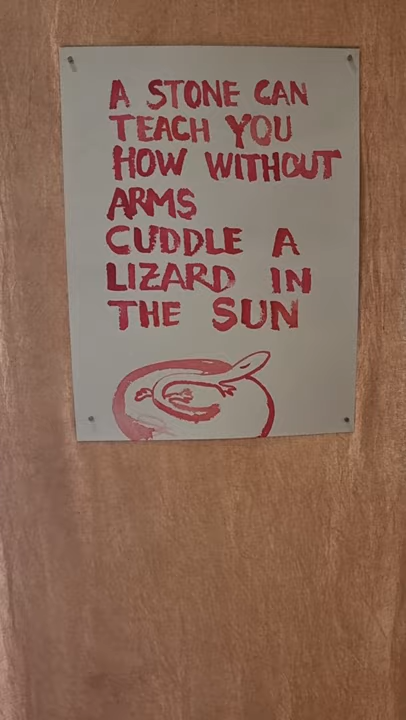 A STONE CAN
TEACH YOU
HOW WITHOUT
ARMS
CUDDLE A
LIZARD IN
THE SUN